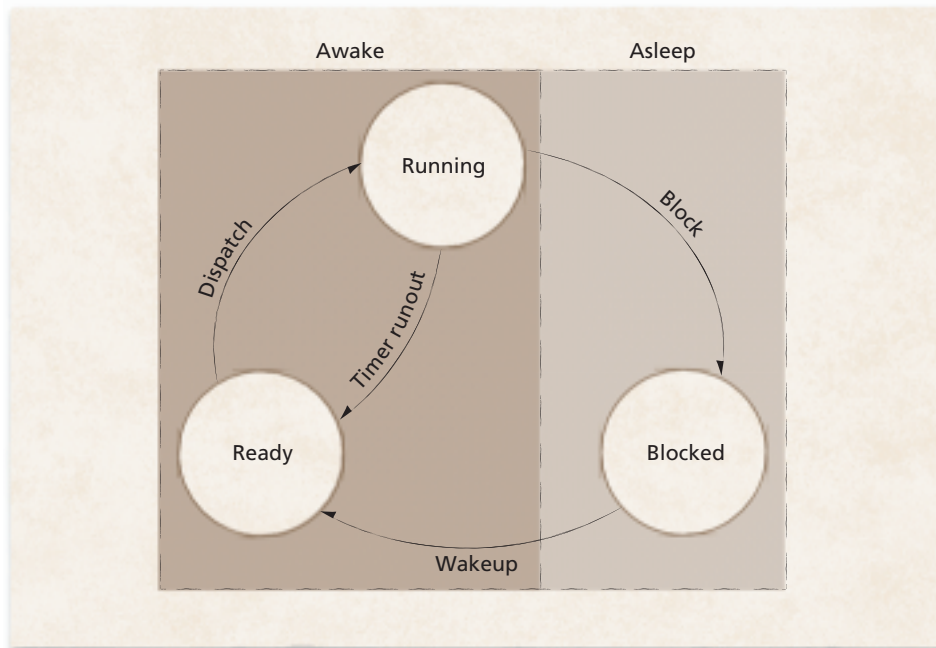 Awake
Asleep
Running
Block
Dispatch
Timer runout
Ready
Blocked
Wakeup